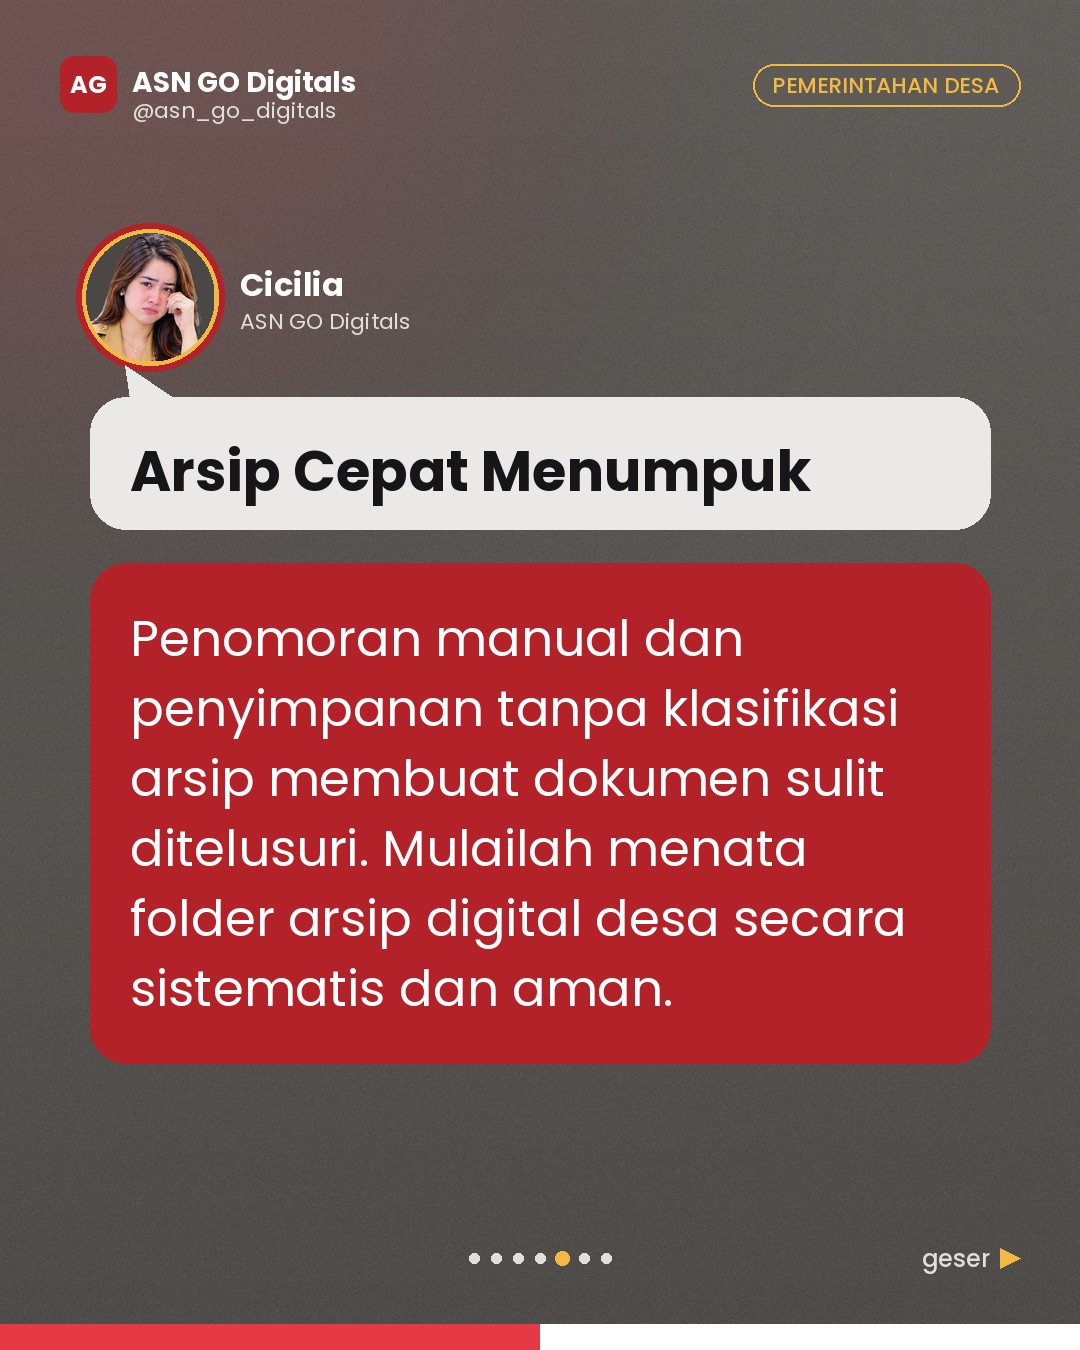 AG
ASN GO Digitals
@asn_go_digitals
PEMERINTAHAN DESA
Cicilia
ASN GO Digitals
Arsip Cepat Menumpuk
Penomoran manual dan
penyimpanan tanpa klasifikasi
arsip membuat dokumen sulit
ditelusuri. Mulailah menata
folder arsip digital desa secara
sistematis dan aman.
geser